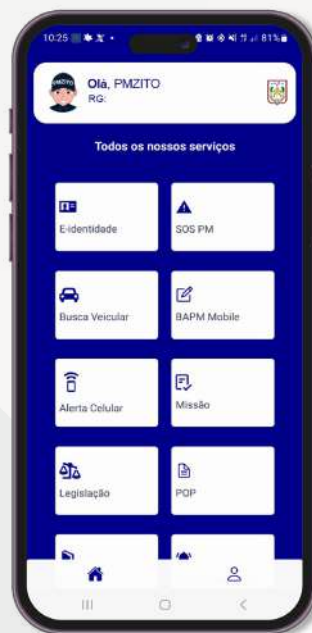 10:25
81%
Olá, PMZITO
RG:
Todos os nossos serviços
E-identidade
SOS PM
Busca Veicular
BAPM Mobile
Alerta Celular
Missão
Legislação
POP